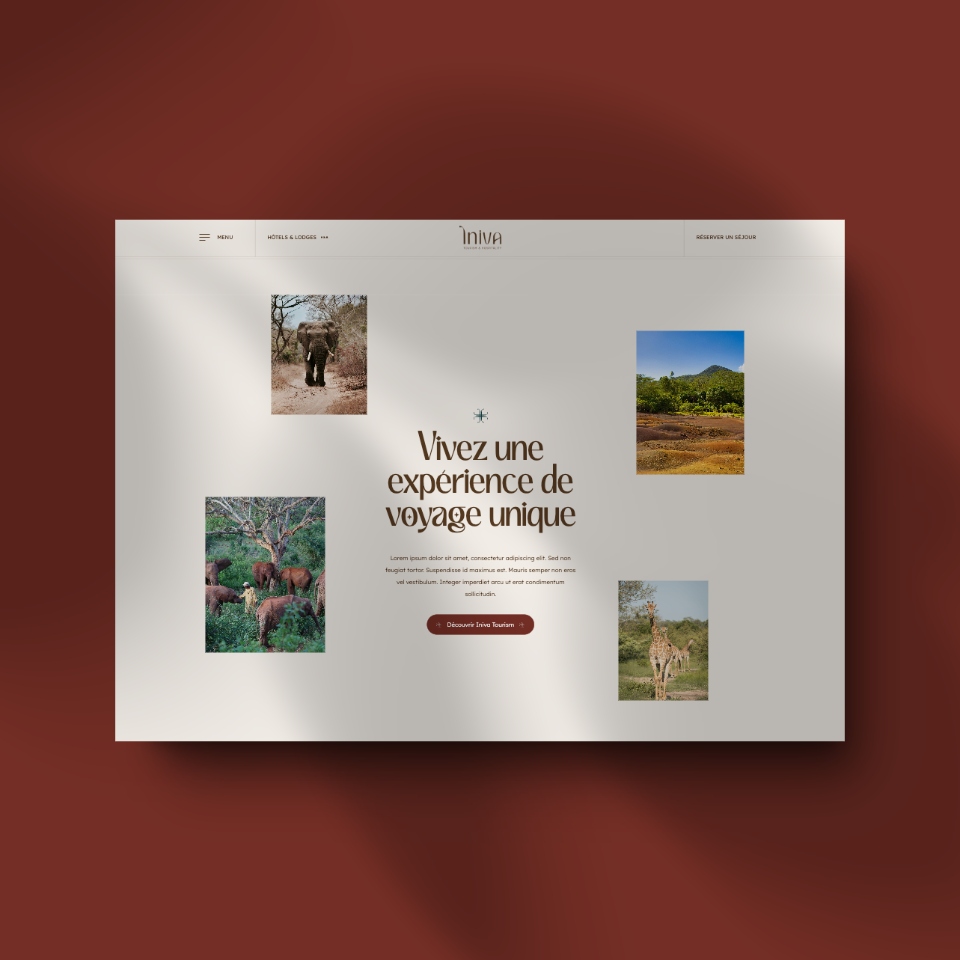 MENU
HÔTELS & LODGES
Iniva
RÉSERVER UN SÉJOUR
Vivez une
expérience de
voyage unique
Lorem ipsum dolor sit amet, consectetur adipiscing elit. Sed non
feugiat tortor. Suspendisse id maximus est. Mauris semper non eros
vel vestibulum. Integer imperdiet arcu ut erat condimentum
sollicitudin.
Découvrir Iniva Tourism